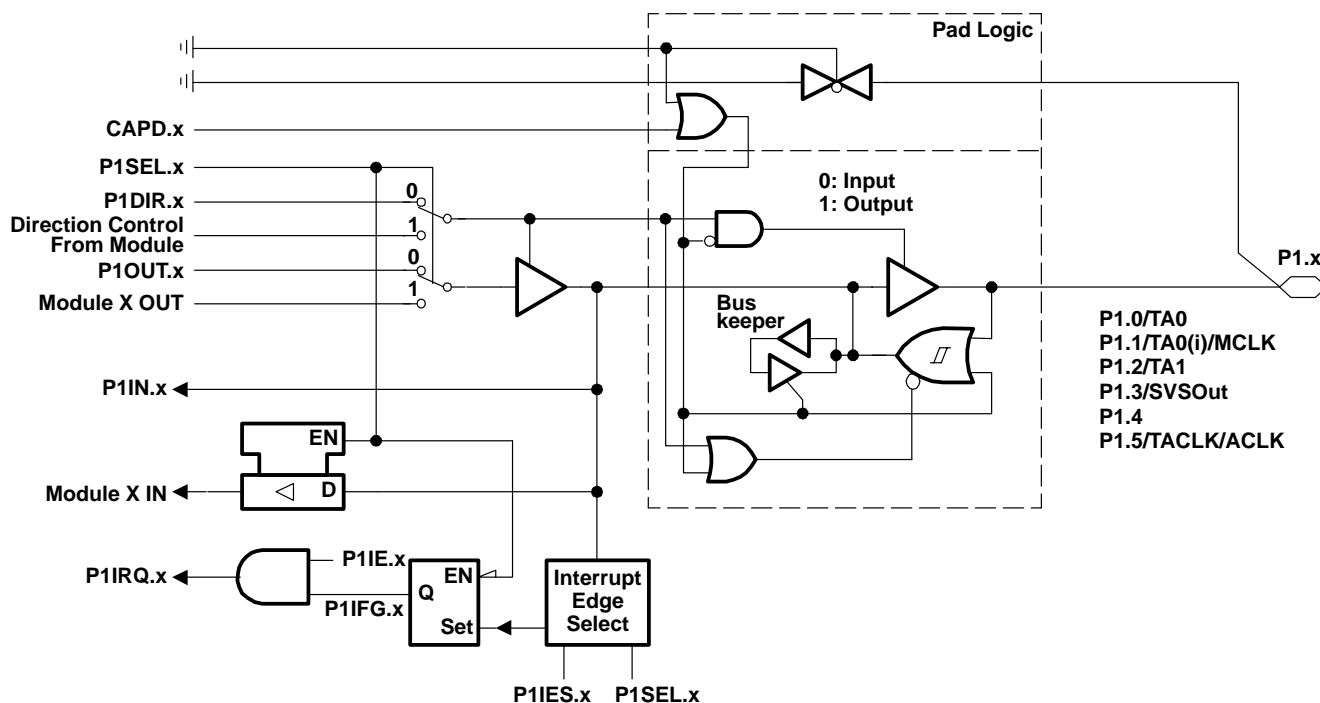 Pad Logic
CAPD.x
P1SEL.x
P1DIR.x
0
Direction Control
From Module
1
0: Input
1: Output
P1OUT.x
0
Module X OUT
1
P1.x
Bus
keeper
P1.0/TA0
P1.1/TA0(i)/MCLK
P1.2/TA1
P1.3/SVSOut
P1.4
P1.5/TACLK/ACLK
P1IN.x
EN
D
Module X IN
P1IE.x
P1IRQ.x
P1IFG.x
EN
Q
Set
Interrupt
Edge
Select
P1IES.x
P1SEL.x